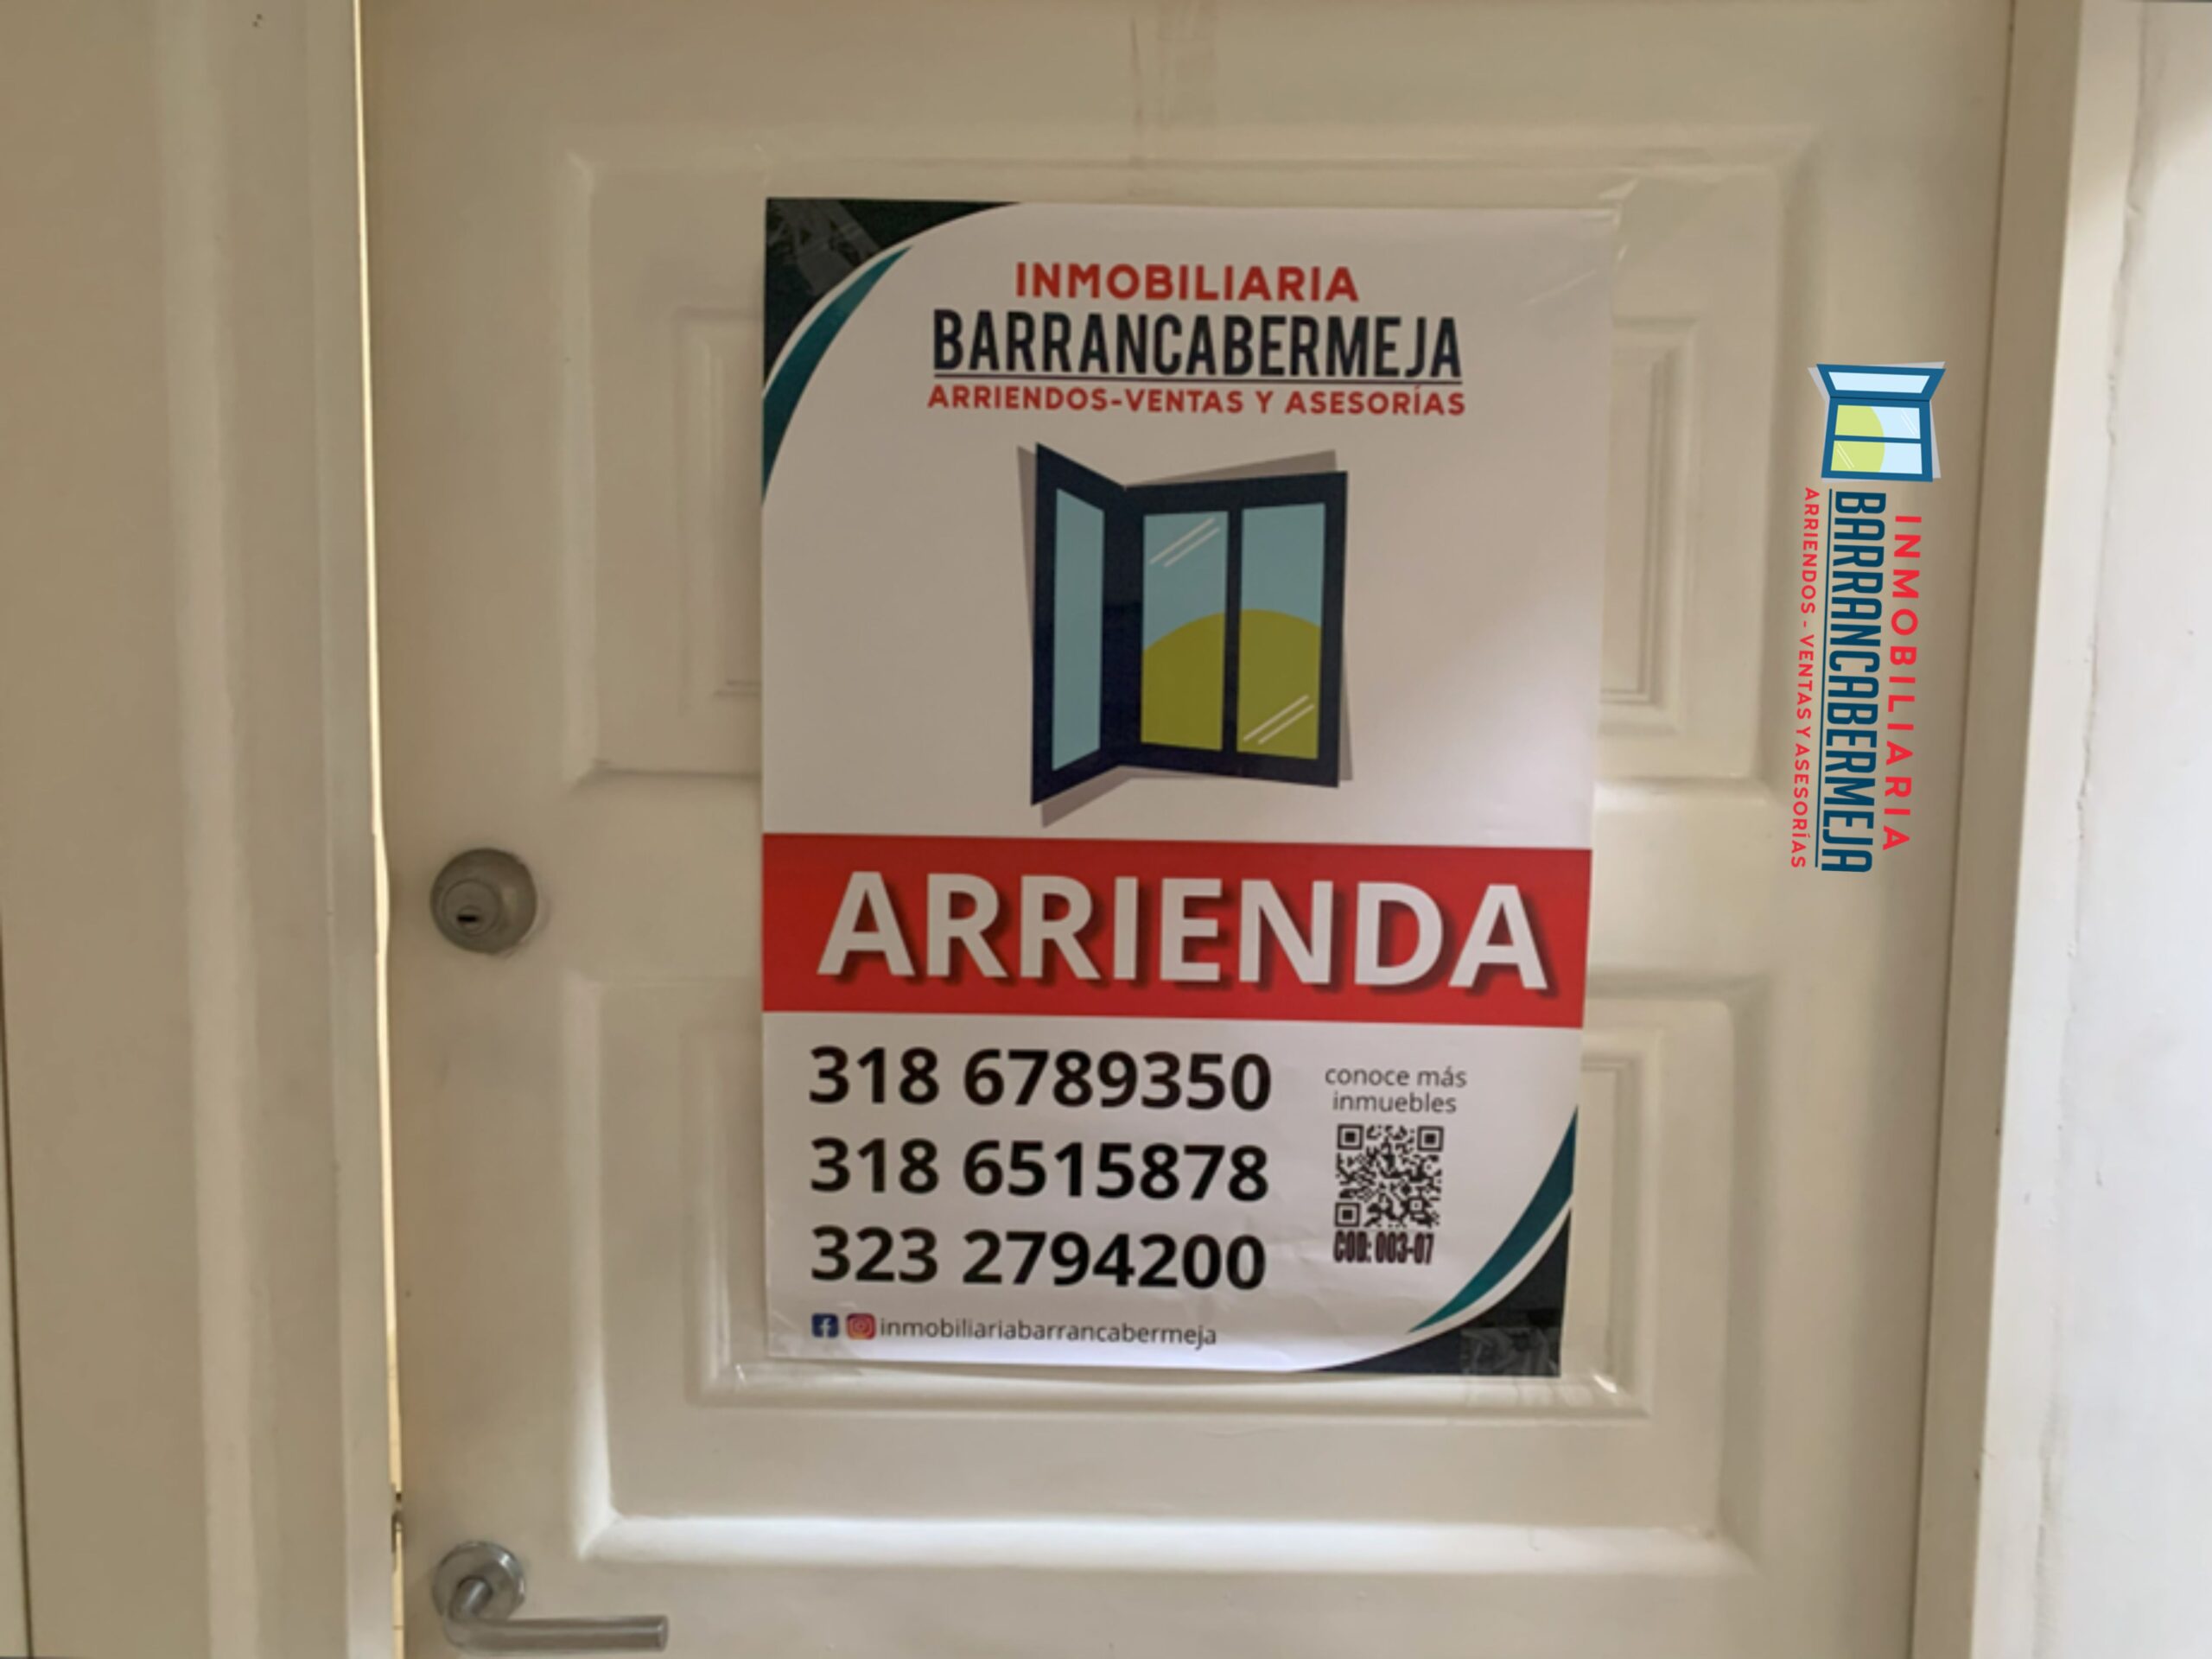 INMOBILIARIA
BARRANCABERMEJA
ARRIENDOS-VENTAS Y ASESORÍAS
ARRIENDA
318 6789350
318 6515878
323 2794200
conoce más
inmuebles
COD: 003-07
inmobiliariabarrancabermeja
INMOBILIARIA
BARRANCABERMEJA
ARRIENDOS - VENTAS Y ASESORÍAS